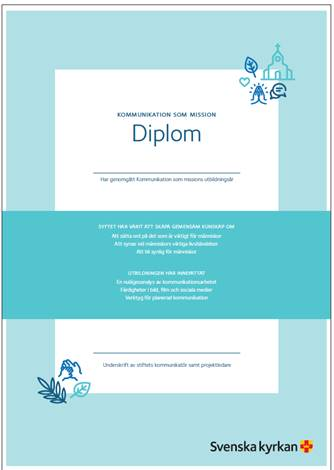 KOMMUNIKATION SOM MISSION
Diplom
Har genomgått Kommunikation som missions utbildningsår
SYFTET HAR VARIT ATT SKAPA GEMENSAM KUNSKAP OM
Att sätta ord på det som är viktigt för människor
Att synas vid människors viktiga livshändelser
Att bli synlig för människor
UTBILDNINGEN HAR INNEFATTAT
En nulägesanalys av kommunikationsarbetet
Färdigheter i bild, film och sociala medier
Verktyg för planerad kommunikation
Underskrift av stiftets kommunikatör samt projektledare
Svenska kyrkan